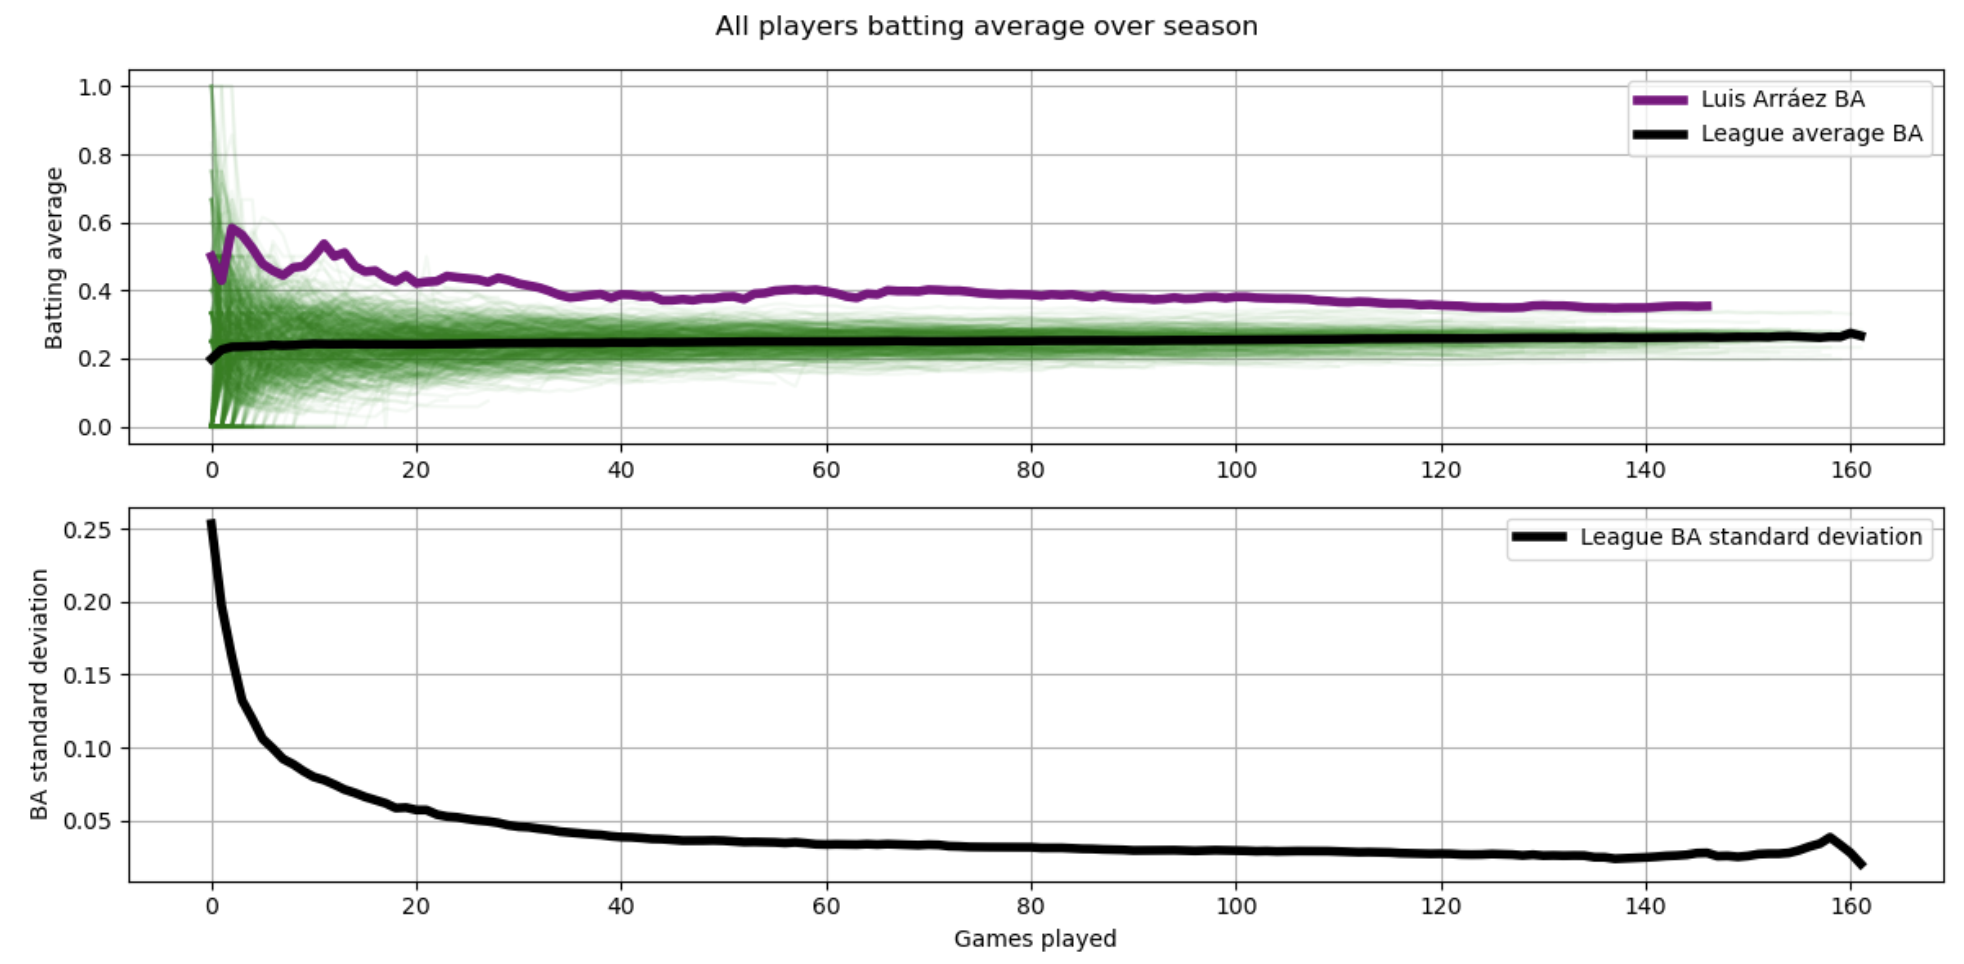 All players batting average over season
Luis Arráez BA
League average BA
Batting average
1.0
0.8
0.6
0.4
0.2
0.0
0 20 40 60 80 100 120 140 160
League BA standard deviation
BA standard deviation
0.25
0.20
0.15
0.10
0.05
0 20 40 60 80 100 120 140 160
Games played